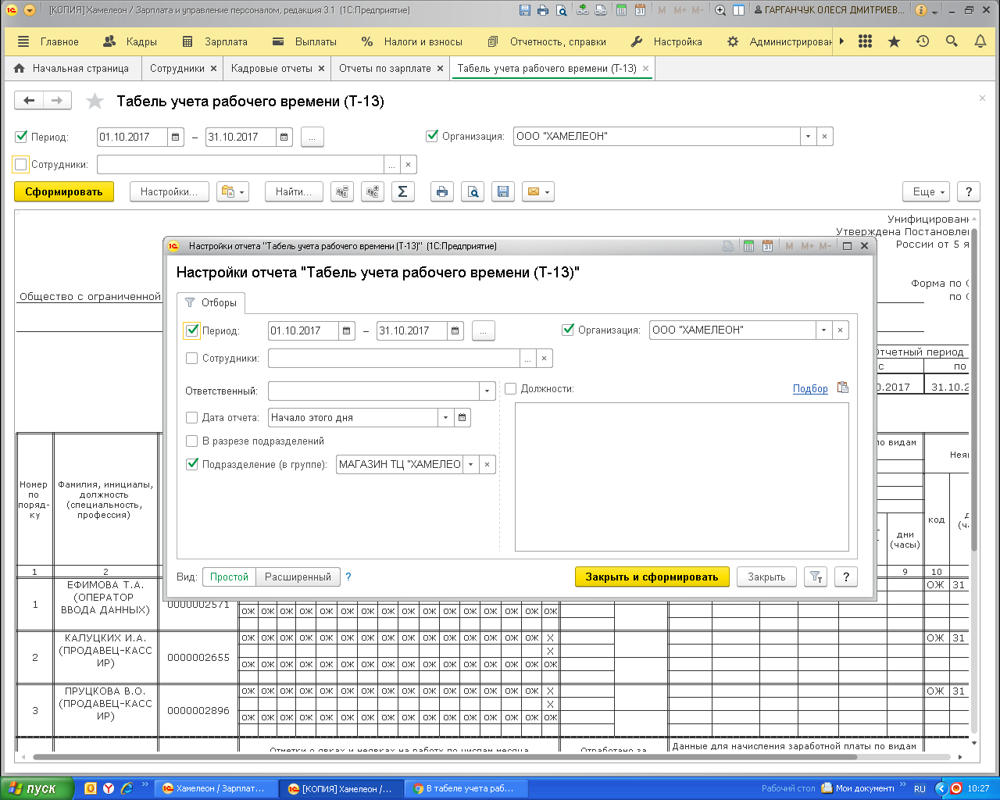 [КОПИЯ] Хамелеон / Зарплата и управление персоналом, редакция 3.1 (1С:Предприятие)
M M+ M- ГАРГАНЧУК ОЛЕСЯ ДМИТРИЕВ...
Главное Кадры Зарплата Выплаты Налоги и взносы Отчетность, справки Настройка Администрирован
Начальная страница Сотрудники × Кадровые отчеты × Отчеты по зарплате × Табель учета рабочего времени (Т-13) ×
Табель учета рабочего времени (Т-13)
Период: 01.10.2017 – 31.10.2017 ... Организация: ООО "ХАМЕЛЕОН"
Сотрудники: ...
Сформировать Настройки... Найти... Σ Еще ?
Унифицирован
Утверждена Постановле
России от 5 я
Форма по О
Общество с ограниченной по О
Отчетный период
с по
0.2017 31.10.2
Настройки отчета "Табель учета рабочего времени (Т-13)" (1С:Предприятие) M M+ M-
Настройки отчета "Табель учета рабочего времени (Т-13)"
Отборы
Период: 01.10.2017 – 31.10.2017 ... Организация: ООО "ХАМЕЛЕОН"
Сотрудники: ...
Ответственный: Должности: Подбор
Дата отчета: Начало этого дня
В разрезе подразделений
Подразделение (в группе): МАГАЗИН ТЦ "ХАМЕЛЕО
Вид: Простой Расширенный ? Закрыть и сформировать Закрыть ?
Номер по поряд-ку
Фамилия, инициалы, должность (специальность, профессия)
по видам
Неяв
код
дни (часы)
1 2 9 10
1 ЕФИМОВА Т.А. (ОПЕРАТОР ВВОДА ДАННЫХ) 0000002571 ОЖ 31
ОЖ ОЖ ОЖ ОЖ ОЖ ОЖ ОЖ ОЖ ОЖ ОЖ ОЖ ОЖ ОЖ ОЖ ОЖ ОЖ ОЖ
2 КАЛУЦКИХ И.А. (ПРОДАВЕЦ-КАССИР) 0000002655 ОЖ 31
ОЖ ОЖ ОЖ ОЖ ОЖ ОЖ ОЖ ОЖ ОЖ ОЖ ОЖ ОЖ ОЖ ОЖ ОЖ ОЖ Х
Х
ОЖ ОЖ ОЖ ОЖ ОЖ ОЖ ОЖ ОЖ ОЖ ОЖ ОЖ ОЖ ОЖ ОЖ ОЖ ОЖ ОЖ
3 ПРУЦКОВА В.О. (ПРОДАВЕЦ-КАССИР) 0000002896 ОЖ 31
ОЖ ОЖ ОЖ ОЖ ОЖ ОЖ ОЖ ОЖ ОЖ ОЖ ОЖ ОЖ ОЖ ОЖ ОЖ ОЖ Х
Х
ОЖ ОЖ ОЖ ОЖ ОЖ ОЖ ОЖ ОЖ ОЖ ОЖ ОЖ ОЖ ОЖ ОЖ ОЖ ОЖ ОЖ
Отметки о явках и неявках на работу по числам месяца Отработано за Данные для начисления заработной платы по видам
пуск Хамелеон / Зарплат... [КОПИЯ] Хамелеон /... В табеле учета раб... Рабочий стол Мои документы RU 10:27